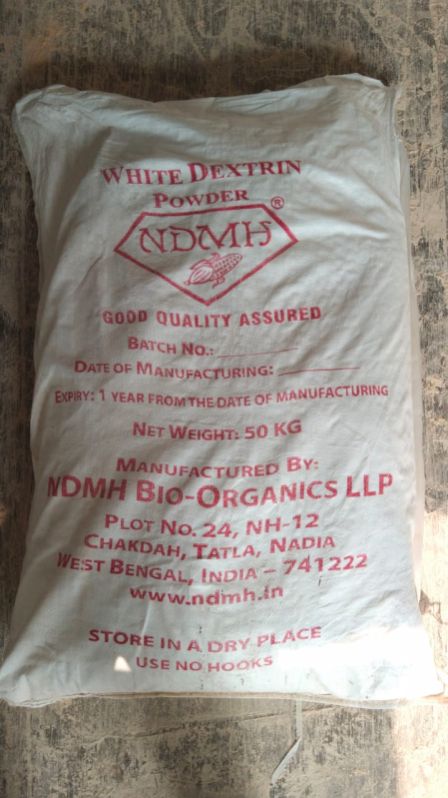 WHITE DEXTRIN
POWDER
NDMH ®
GOOD QUALITY ASSURED
BATCH NO.: ________
DATE OF MANUFACTURING: ________
EXPIRY: 1 YEAR FROM THE DATE OF MANUFACTURING
NET WEIGHT: 50 KG
MANUFACTURED BY:
NDMH BIO-ORGANICS LLP
PLOT NO. 24, NH-12
CHAKDAH, TATLA, NADIA
WEST BENGAL, INDIA – 741222
www.ndmh.in
STORE IN A DRY PLACE
USE NO HOOKS